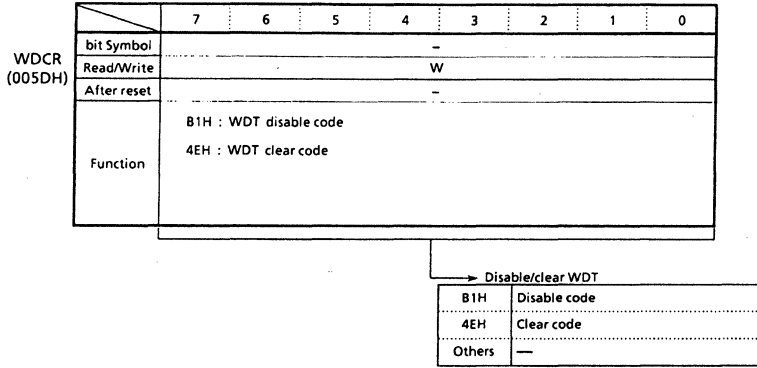 7 6 5 4 3 2 1 0
bit Symbol –
WDCR
(005DH)
Read/Write W
After reset –
Function
B1H : WDT disable code
4EH : WDT clear code
Disable/clear WDT
B1H Disable code
4EH Clear code
Others —